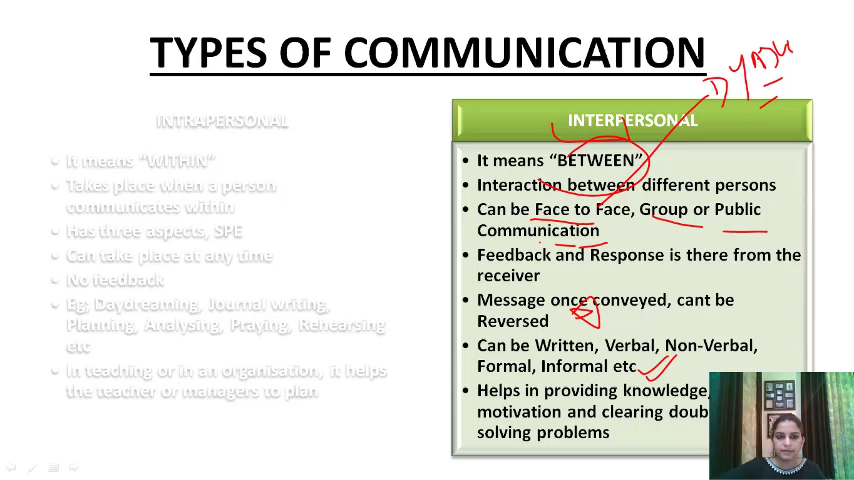 TYPES OF COMMUNICATION
INTRAPERSONAL
It means “WITHIN”
Takes place when a person
communicates within
Has three aspects, SPE
Can take place at any time
No feedback
Eg; Daydreaming, Journal writing,
Planning, Analysing, Praying, Rehearsing
etc
In teaching or in an organisation, it helps
the teacher or managers to plan
INTERPERSONAL
It means “BETWEEN”
Interaction between different persons
Can be Face to Face, Group or Public
Communication
Feedback and Response is there from the
receiver
Message once conveyed, cant be
Reversed
Can be Written, Verbal, Non-Verbal,
Formal, Informal etc
Helps in providing knowledge,
motivation and clearing doub
solving problems